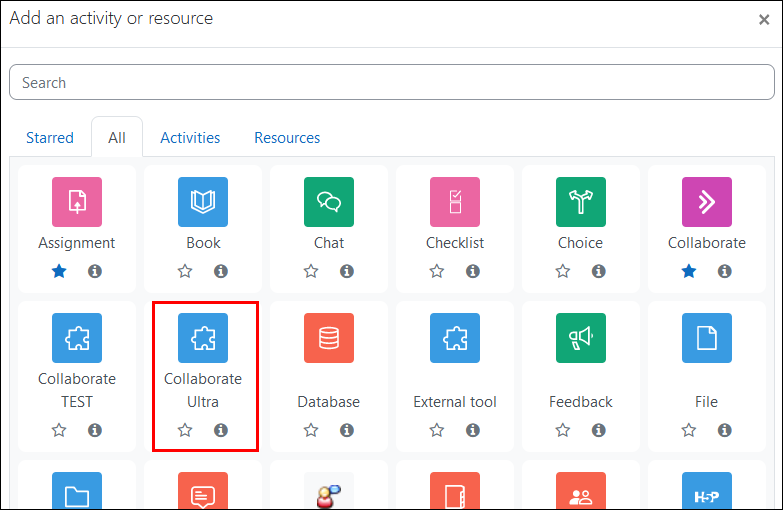 Add an activity or resource
×
Search
Starred All Activities Resources
Assignment Book Chat Checklist Choice Collaborate
Collaborate TEST
Collaborate Ultra
Database External tool Feedback File
H5P